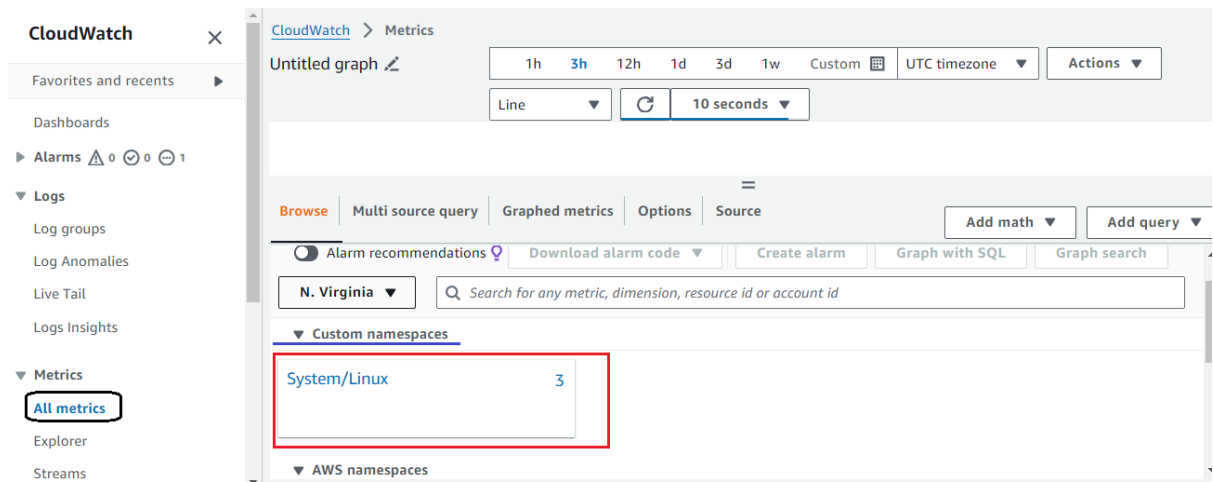 CloudWatch
Favorites and recents
Dashboards
Alarms 0 0 1
Logs
Log groups
Log Anomalies
Live Tail
Logs Insights
Metrics
All metrics
Explorer
Streams
CloudWatch > Metrics
Untitled graph
1h 3h 12h 1d 3d 1w Custom UTC timezone Actions
Line 10 seconds
Browse Multi source query Graphed metrics Options Source
Add math Add query
Alarm recommendations Download alarm code Create alarm Graph with SQL Graph search
N. Virginia Search for any metric, dimension, resource id or account id
Custom namespaces
System/Linux 3
AWS namespaces